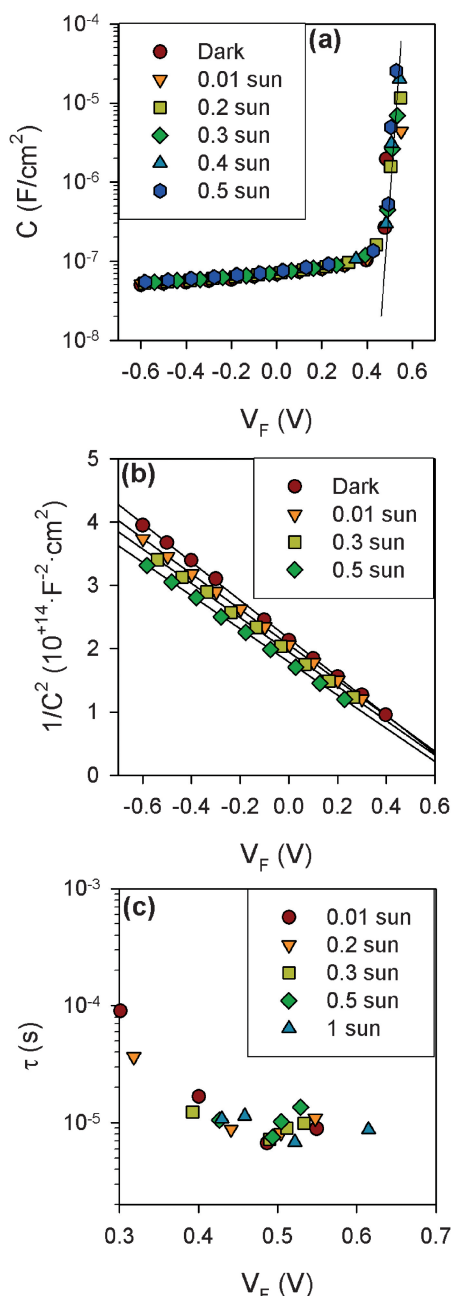 (a)
C (F/cm²)
10⁻⁴
10⁻⁵
10⁻⁶
10⁻⁷
10⁻⁸
Dark
0.01 sun
0.2 sun
0.3 sun
0.4 sun
0.5 sun
-0.6 -0.4 -0.2 0.0 0.2 0.4 0.6
V_F (V)
(b)
1/C² (10⁺¹⁴·F⁻²·cm²)
5
4
3
2
1
0
Dark
0.01 sun
0.3 sun
0.5 sun
-0.6 -0.4 -0.2 0.0 0.2 0.4 0.6
V_F (V)
(c)
τ (s)
10⁻³
10⁻⁴
10⁻⁵
0.01 sun
0.2 sun
0.3 sun
0.5 sun
1 sun
0.3 0.4 0.5 0.6 0.7
V_F (V)